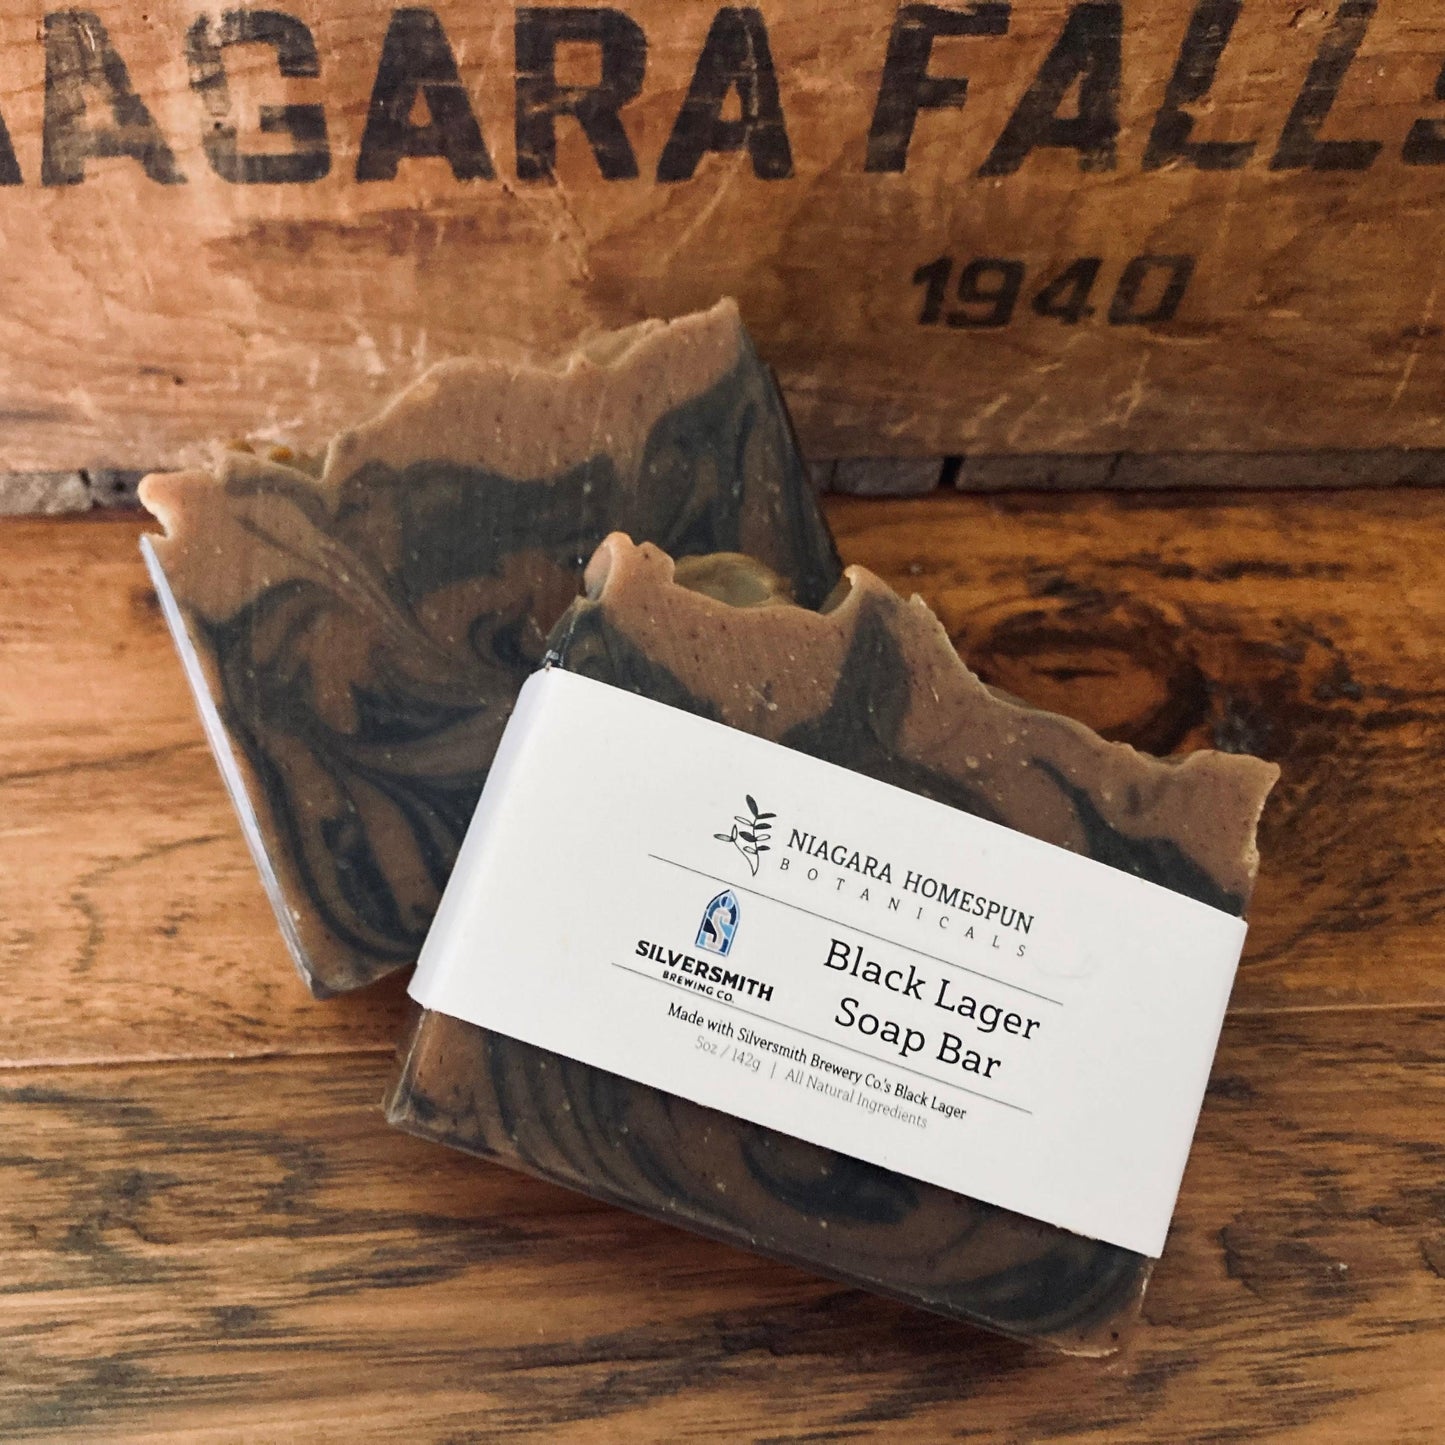 AGARA FALLS
1940
NIAGARA HOMESPUN
BOTANICALS
SILVERSMITH
BREWING CO.
Black Lager
Soap Bar
Made with Silversmith Brewery Co.'s Black Lager
5oz / 142g | All Natural Ingredients